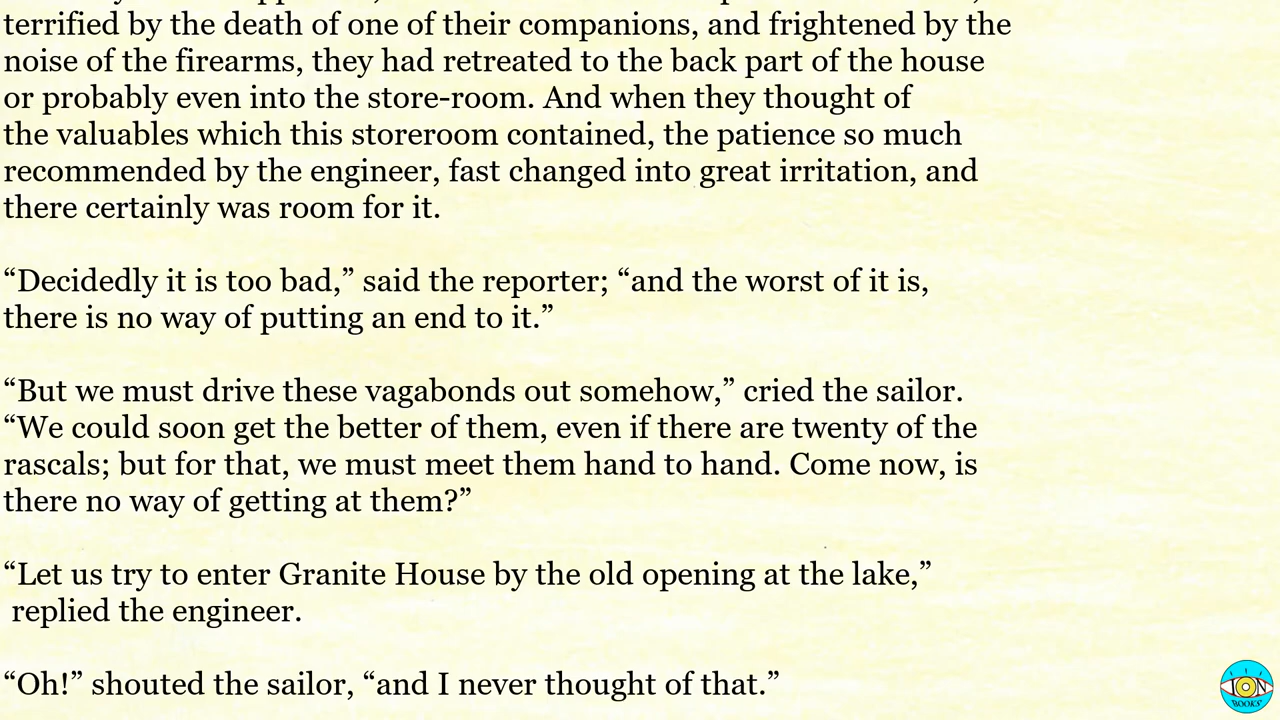 terrified by the death of one of their companions, and frightened by the
noise of the firearms, they had retreated to the back part of the house
or probably even into the store-room. And when they thought of
the valuables which this storeroom contained, the patience so much
recommended by the engineer, fast changed into great irritation, and
there certainly was room for it.
“Decidedly it is too bad,” said the reporter; “and the worst of it is,
there is no way of putting an end to it.”
“But we must drive these vagabonds out somehow,” cried the sailor.
“We could soon get the better of them, even if there are twenty of the
rascals; but for that, we must meet them hand to hand. Come now, is
there no way of getting at them?”
“Let us try to enter Granite House by the old opening at the lake,”
replied the engineer.
“Oh!” shouted the sailor, “and I never thought of that.”
ION
BOOKS